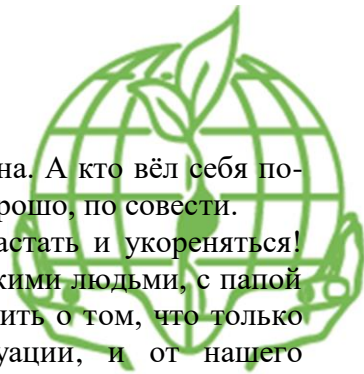 на. А кто вёл себя по-
рошо, по совести.
астать и укореняться!
кими людьми, с папой
ить о том, что только
уации, и от нашего